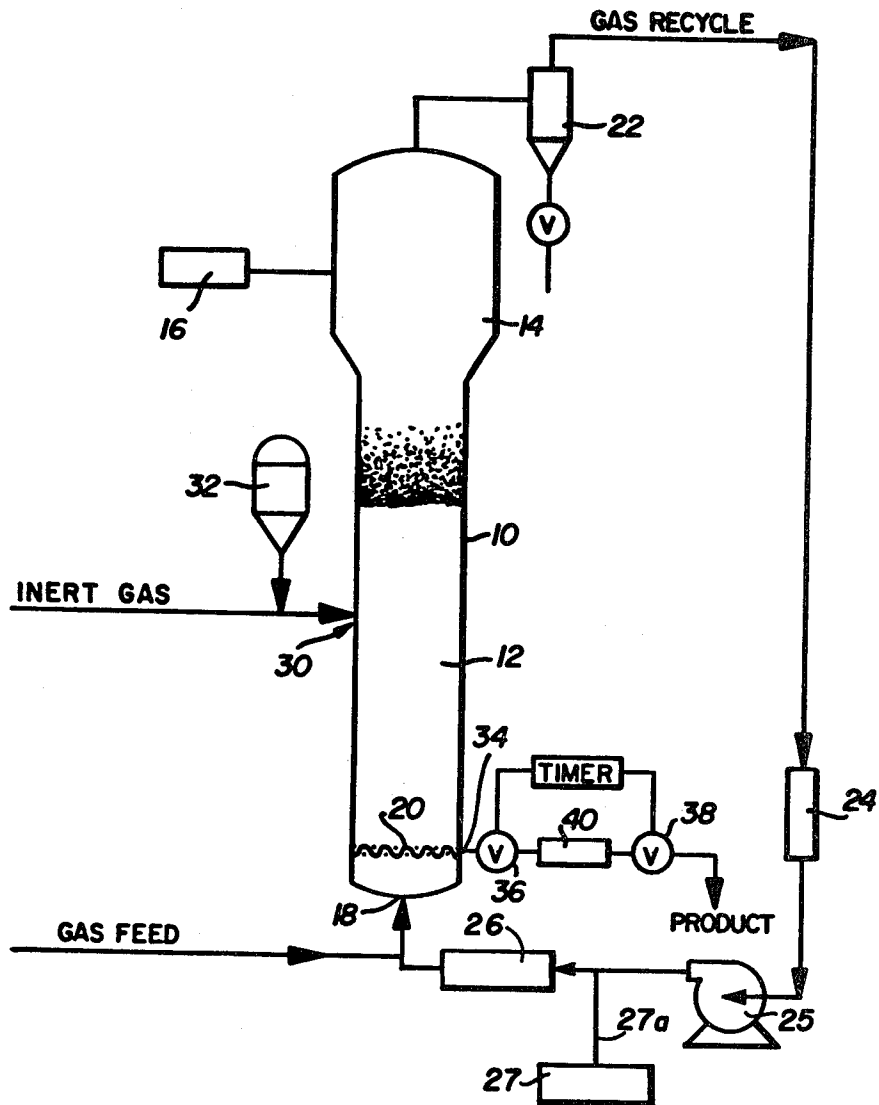 GAS RECYCLE
22
V
16
14
32
10
INERT GAS
30
12
34
TIMER
20
40
38
24
V
V
36
18
PRODUCT
GAS FEED
26
25
27a
27